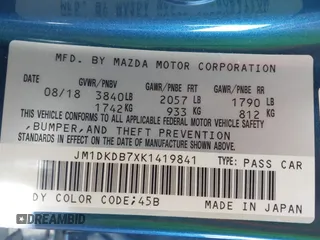 MFD. BY MAZDA MOTOR CORPORATION
GVWR/PNBV GAWR/PNBE FR GAWR/PNBE RR
08/18 3840LB 2057 LB 1790 LB
1742KG 933 KG 812 KG
THIS VEHICLE CONFORMS TO ALL APPLICABLE FEDERAL MOTOR VEHICLE SAFETY
,BUMPER,AND THEFT PREVENTION
STANDARDS IN EFFECT ON THE DATE OF MANUFACTURE SHOWN ABOVE.
JM1DKDB7XK1419841 TYPE: PASS CAR
DY COLOR CODE;45B MADE IN JAPAN
DREAMBID